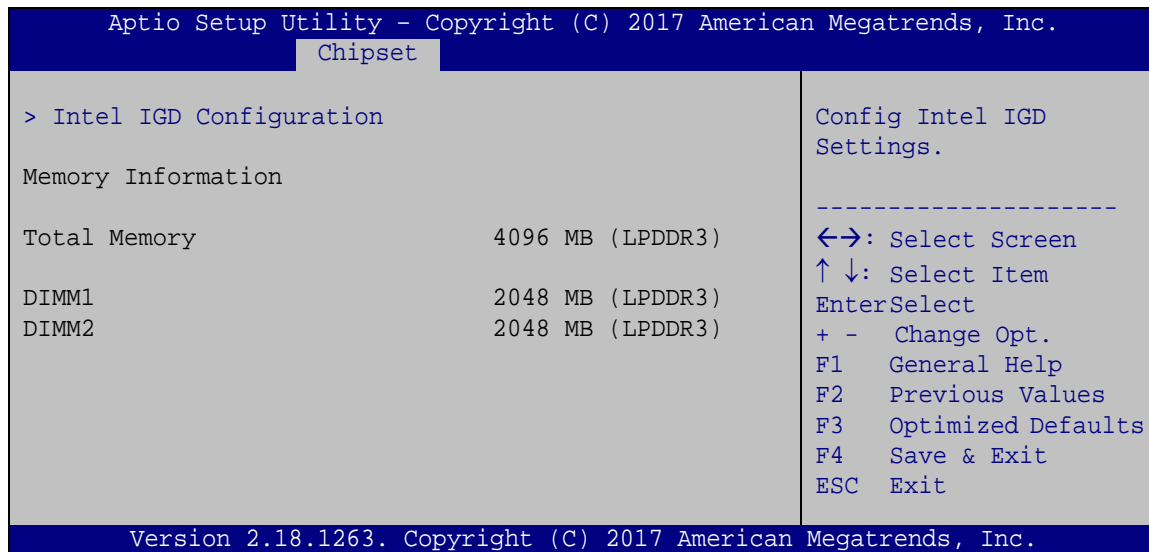 Aptio Setup Utility – Copyright (C) 2017 American Megatrends, Inc.
Chipset
> Intel IGD Configuration
Memory Information
Total Memory 4096 MB (LPDDR3)
DIMM1 2048 MB (LPDDR3)
DIMM2 2048 MB (LPDDR3)
Config Intel IGD
Settings.
---------------------
←→: Select Screen
↑ ↓: Select Item
EnterSelect
+ - Change Opt.
F1 General Help
F2 Previous Values
F3 Optimized Defaults
F4 Save & Exit
ESC Exit
Version 2.18.1263. Copyright (C) 2017 American Megatrends, Inc.